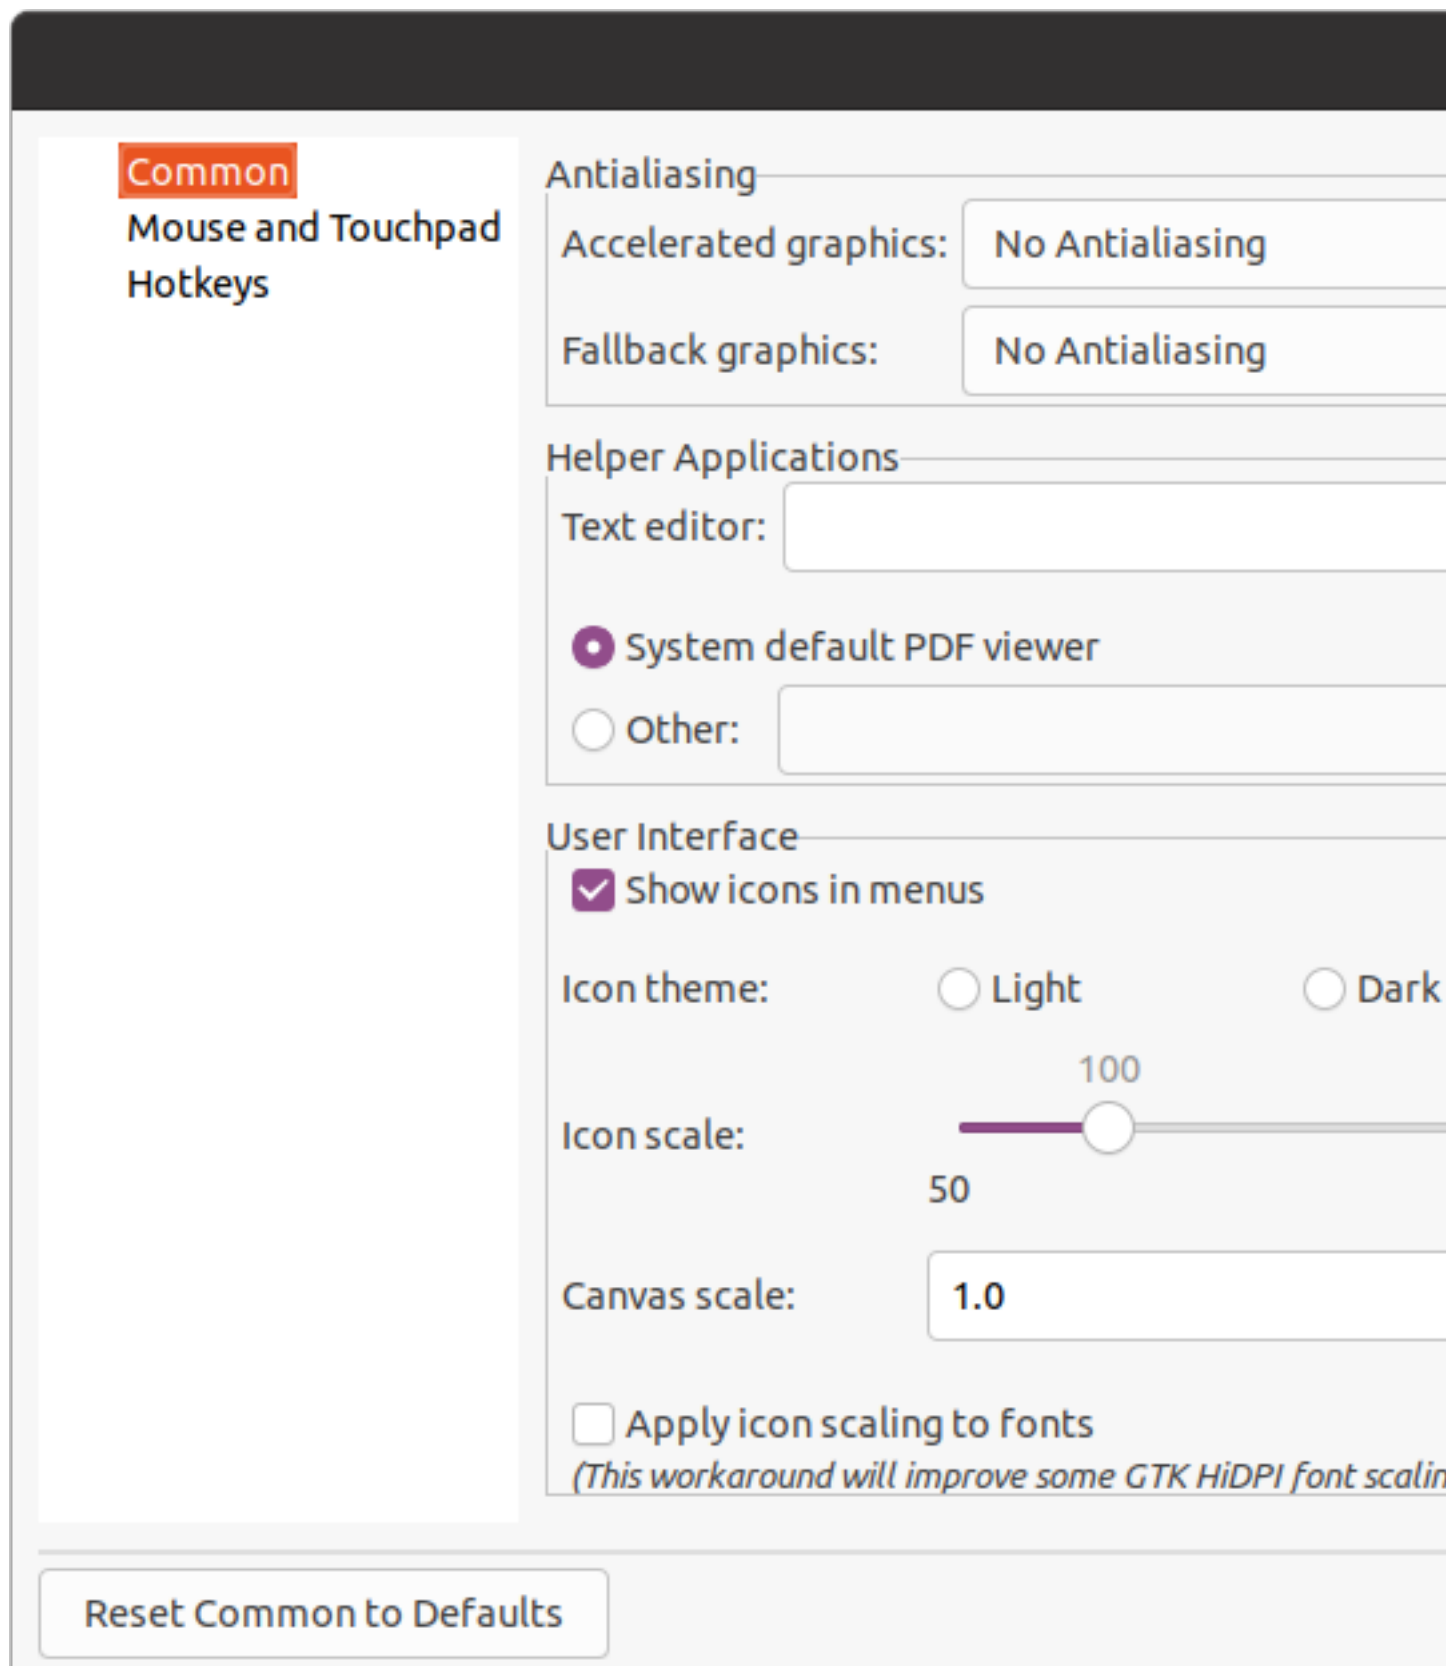 Common
Mouse and Touchpad
Hotkeys
Antialiasing
Accelerated graphics: No Antialiasing
Fallback graphics: No Antialiasing
Helper Applications
Text editor:
System default PDF viewer
Other:
User Interface
Show icons in menus
Icon theme: Light Dark
100
Icon scale:
50
Canvas scale: 1.0
Apply icon scaling to fonts
(This workaround will improve some GTK HiDPI font scalin
Reset Common to Defaults